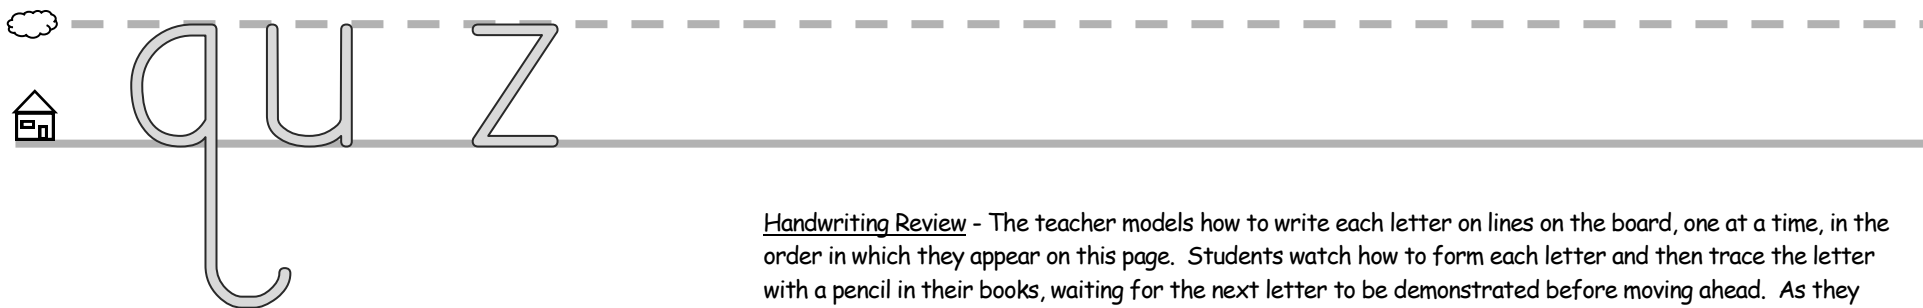 qu z
Handwriting Review - The teacher models how to write each letter on lines on the board, one at a time, in the
order in which they appear on this page. Students watch how to form each letter and then trace the letter
with a pencil in their books, waiting for the next letter to be demonstrated before moving ahead. As they